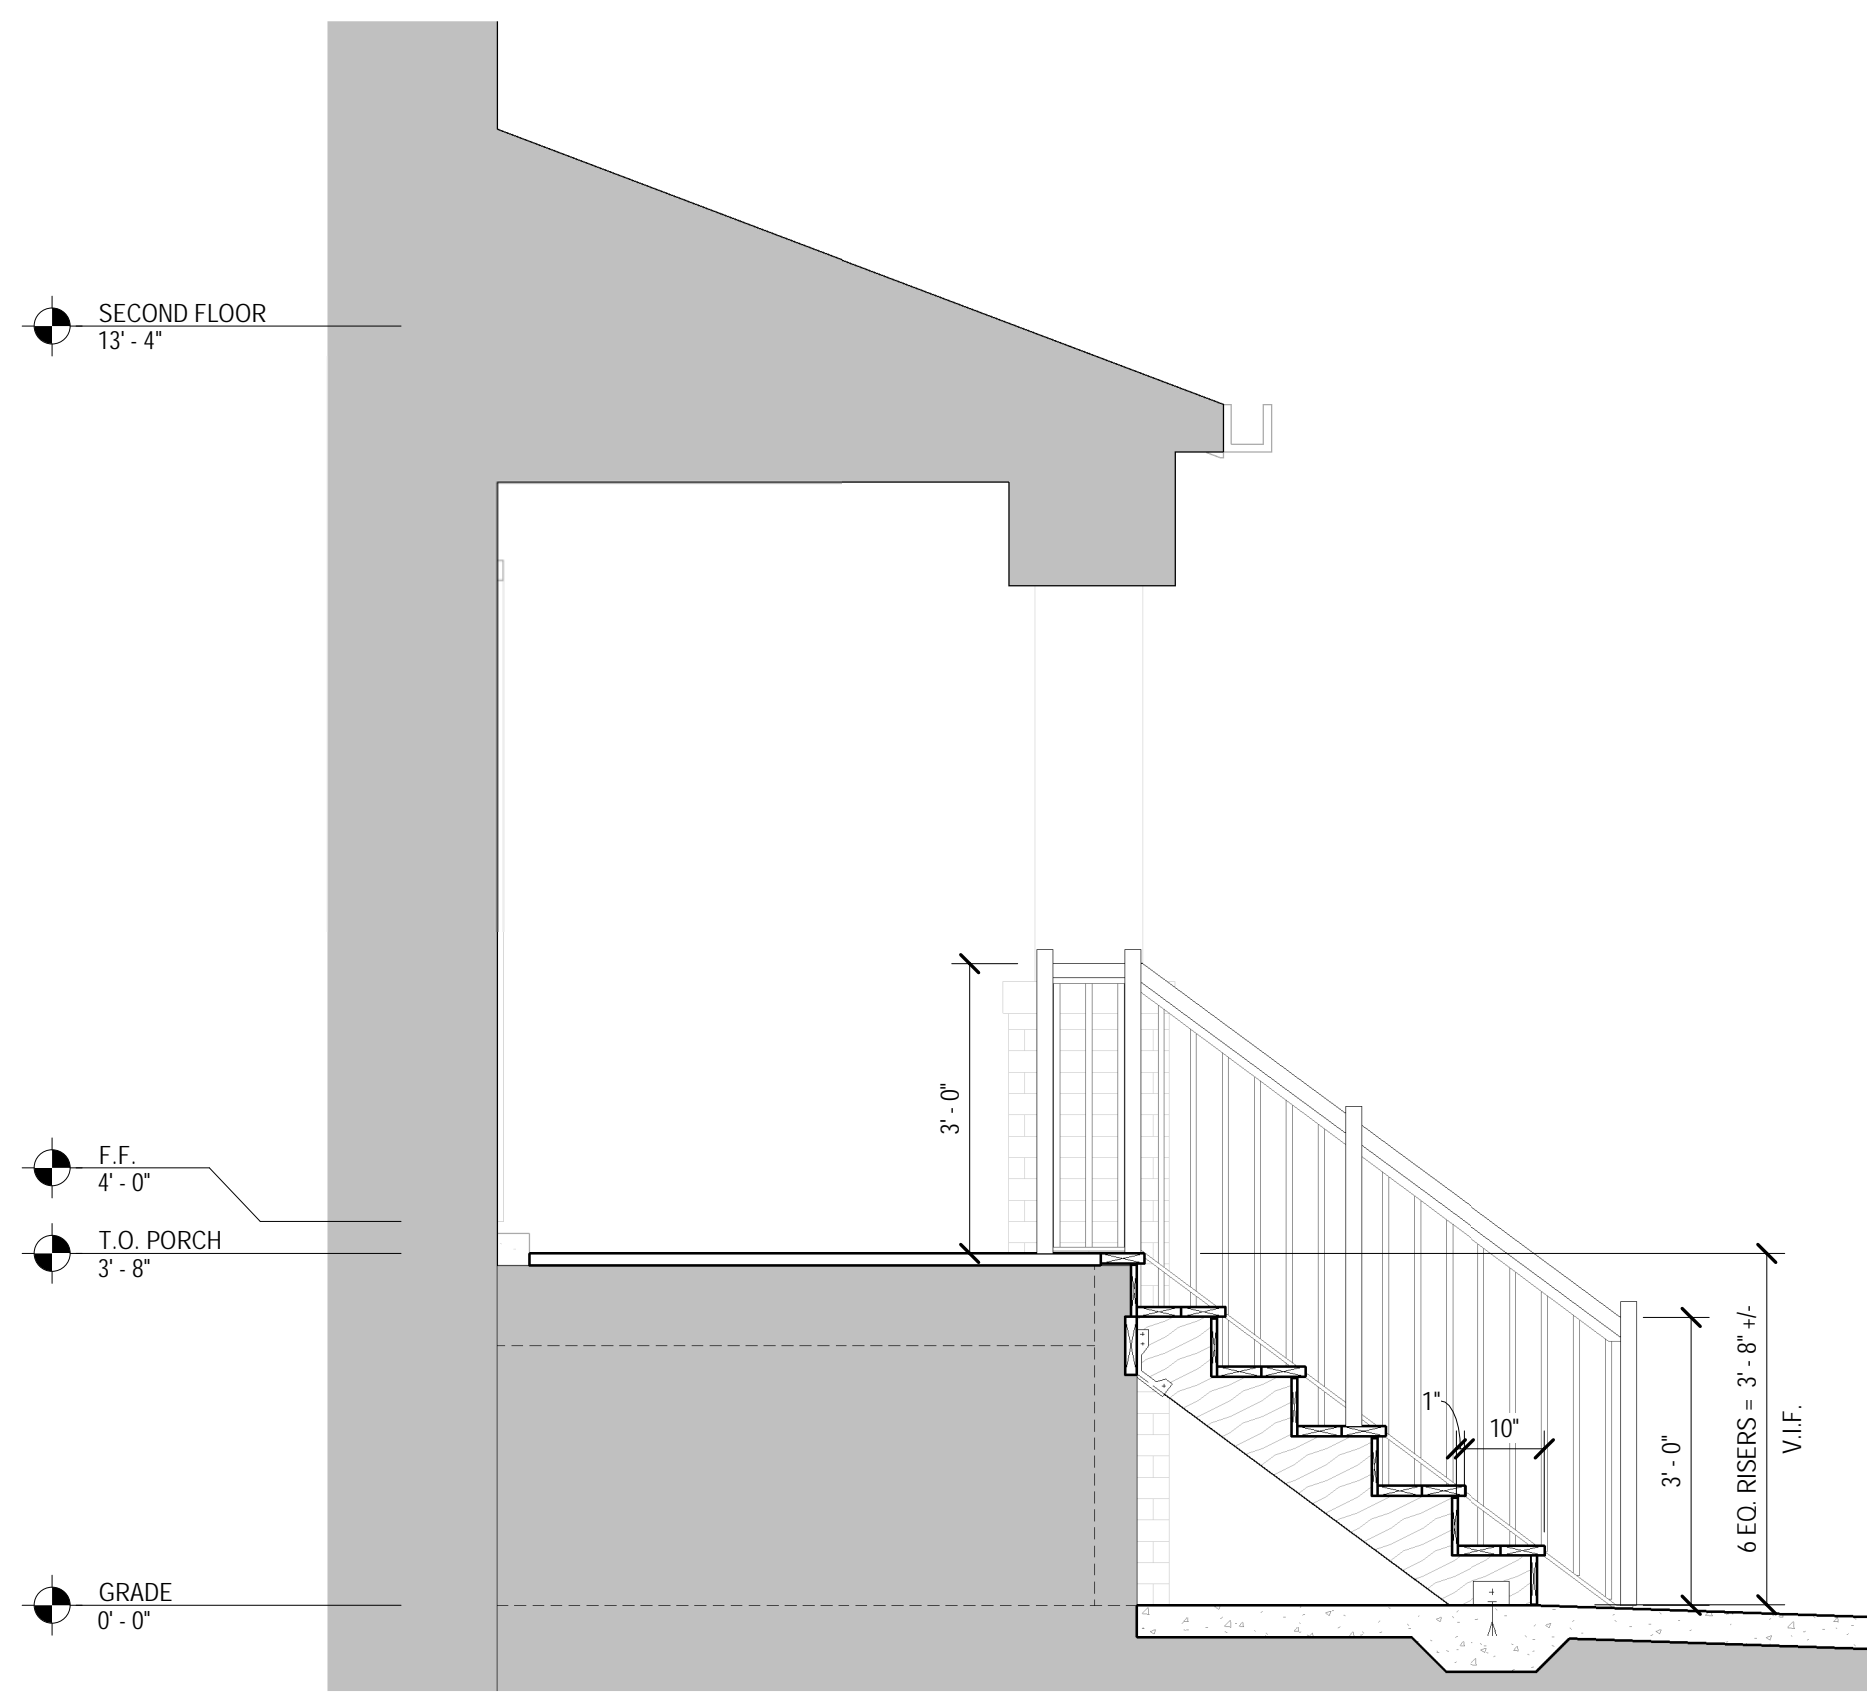 SECOND FLOOR
13' - 4"
3' - 0"
F.F.
4' - 0"
T.O. PORCH
3' - 8"
1"
10"
3' - 0"
6 EQ. RISERS = 3' - 8" +/-
V.I.F.
GRADE
0' - 0"